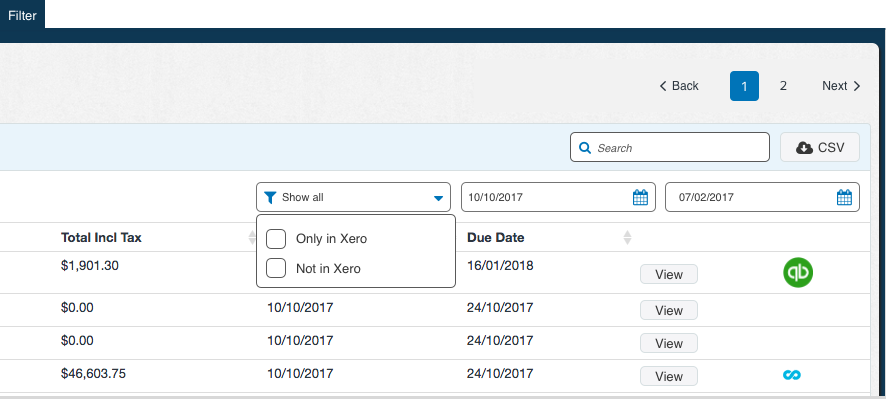 Filter
Back 1 2 Next
Search CSV
Show all 10/10/2017 07/02/2017
Only in Xero
Not in Xero
Total Incl Tax Due Date
$1,901.30 16/01/2018 View qb
$0.00 10/10/2017 24/10/2017 View
$0.00 10/10/2017 24/10/2017 View
$46,603.75 10/10/2017 24/10/2017 View